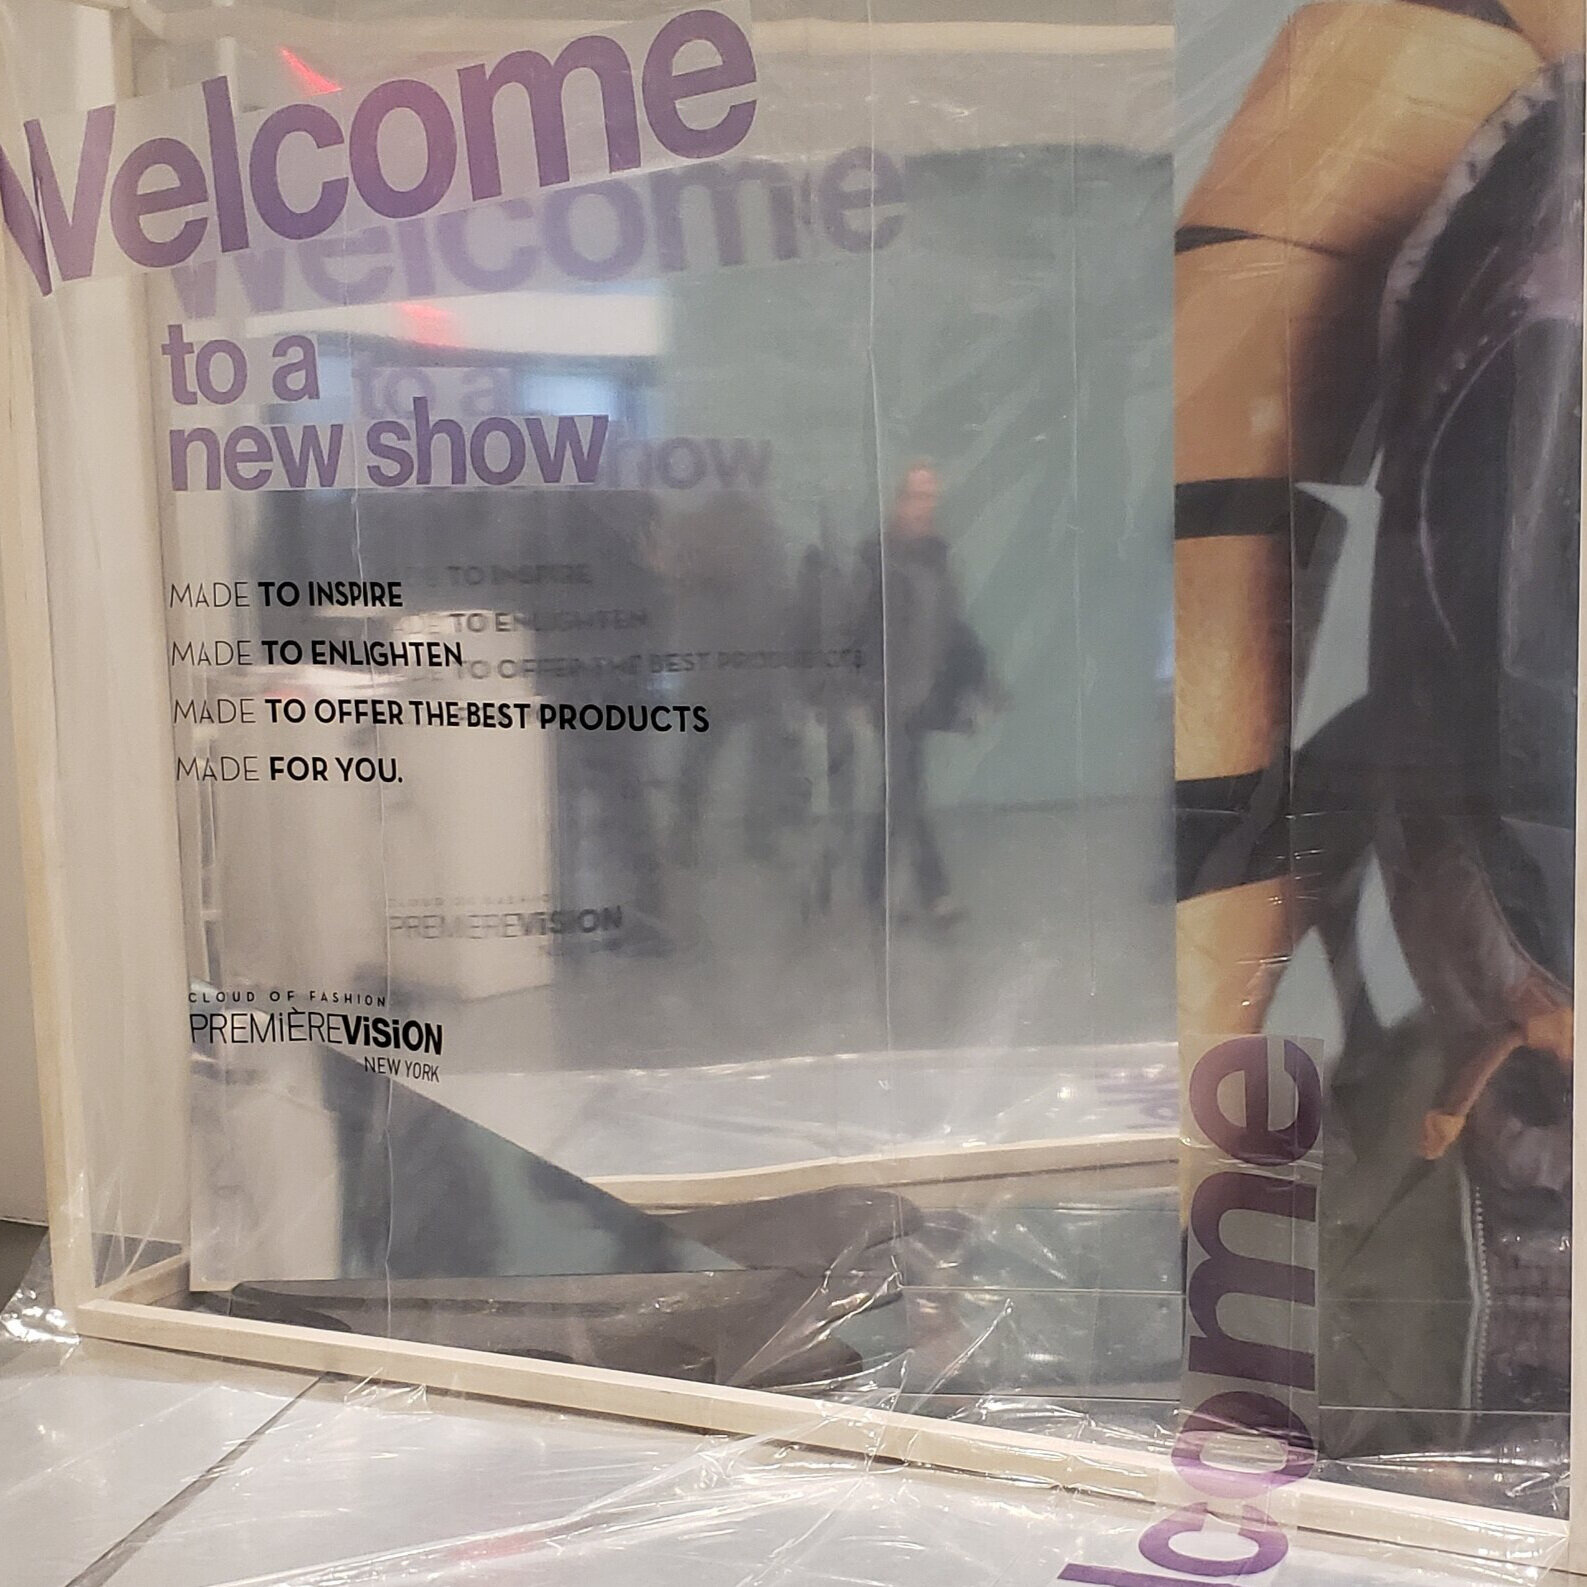 Welcome
to a
new show
MADE TO INSPIRE
MADE TO ENLIGHTEN
MADE TO OFFER THE BEST PRODUCTS
MADE FOR YOU.
CLOUD OF FASHION
PREMIÈREViSiON
NEW YORK
lcome